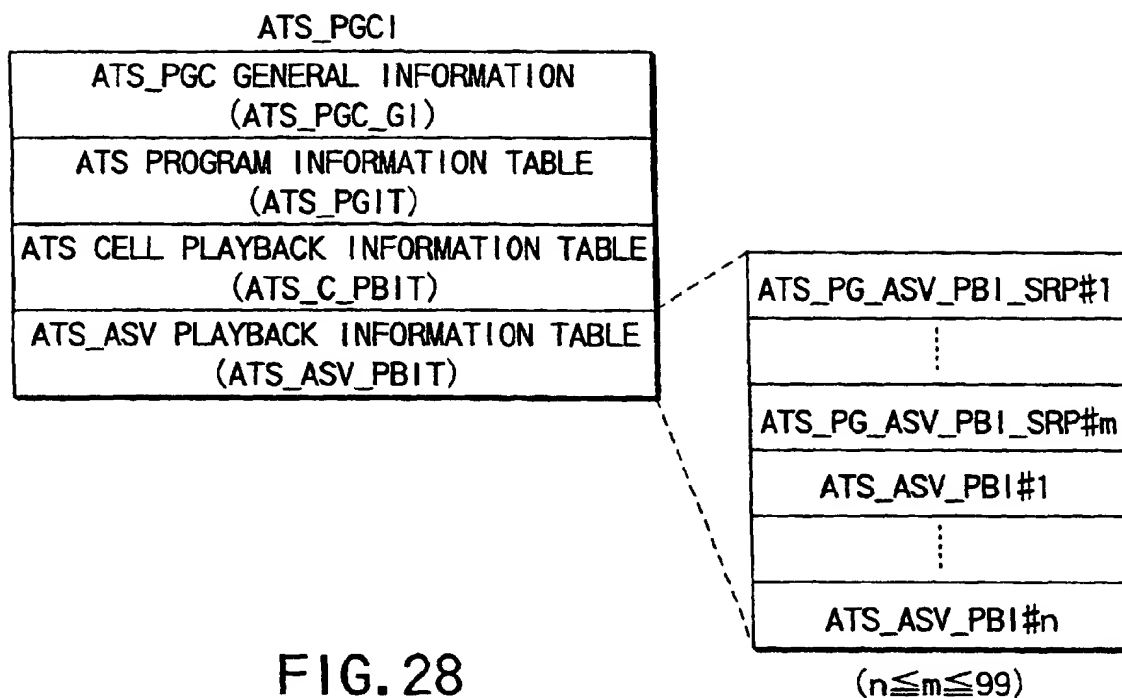 ATS_PGCI
ATS_PGC GENERAL INFORMATION
(ATS_PGC_GI)
ATS PROGRAM INFORMATION TABLE
(ATS_PGIT)
ATS CELL PLAYBACK INFORMATION TABLE
(ATS_C_PBIT)
ATS_ASV PLAYBACK INFORMATION TABLE
(ATS_ASV_PBIT)
ATS_PG_ASV_PBI_SRP#1
ATS_PG_ASV_PBI_SRP#m
ATS_ASV_PBI#1
ATS_ASV_PBI#n
(n≦m≦99)
FIG.28